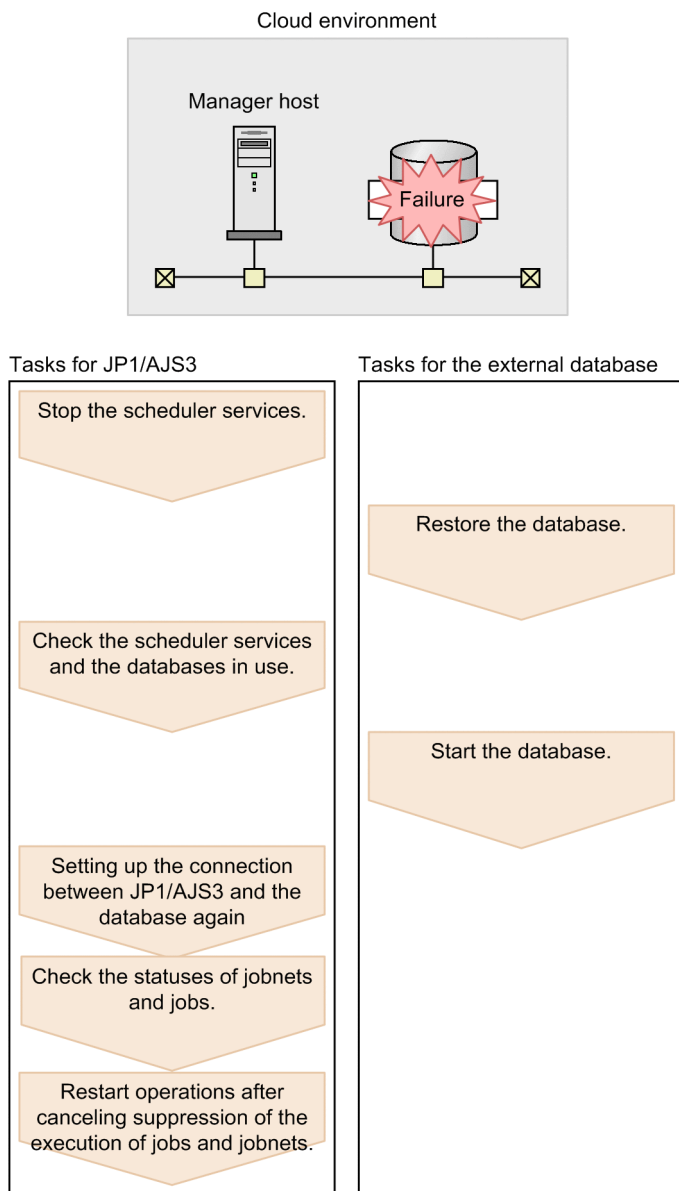 Cloud environment
Manager host
Failure
Tasks for JP1/AJS3
Tasks for the external database
Stop the scheduler services.
Restore the database.
Check the scheduler services
and the databases in use.
Start the database.
Setting up the connection
between JP1/AJS3 and the
database again
Check the statuses of jobnets
and jobs.
Restart operations after
canceling suppression of the
execution of jobs and jobnets.